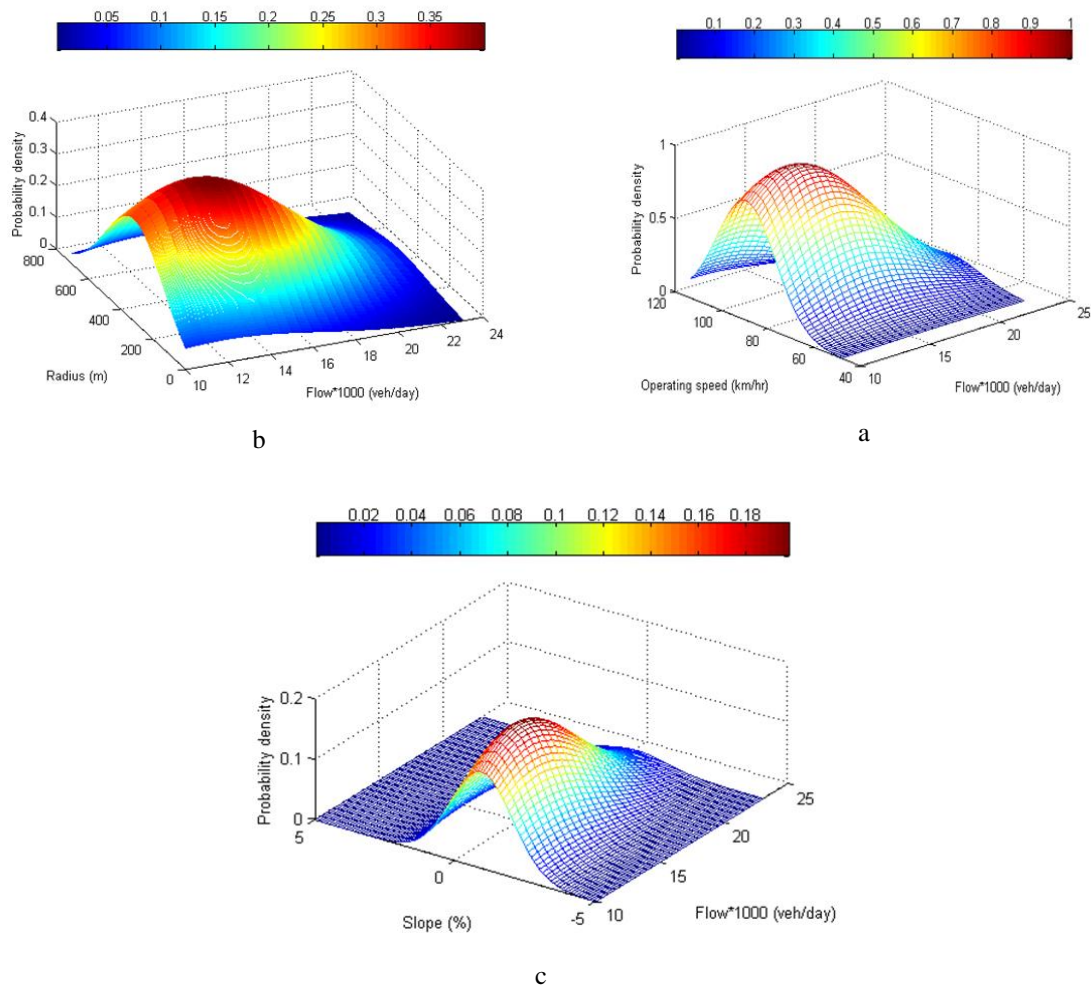 0.05 0.1 0.15 0.2 0.25 0.3 0.35
0.4
0.3
0.2
0.1
0
Probability density
800
600
400
200
0
Radius (m)
10 12 14 16 18 20 22 24
Flow*1000 (veh/day)
b
0.1 0.2 0.3 0.4 0.5 0.6 0.7 0.8 0.9 1
1
0.5
0
Probability density
120
100
80
60
40
Operating speed (km/hr)
10 15 20 25
Flow*1000 (veh/day)
a
0.02 0.04 0.06 0.08 0.1 0.12 0.14 0.16 0.18
0.2
0.1
0
Probability density
5
0
-5
Slope (%)
10 15 20 25
Flow*1000 (veh/day)
c